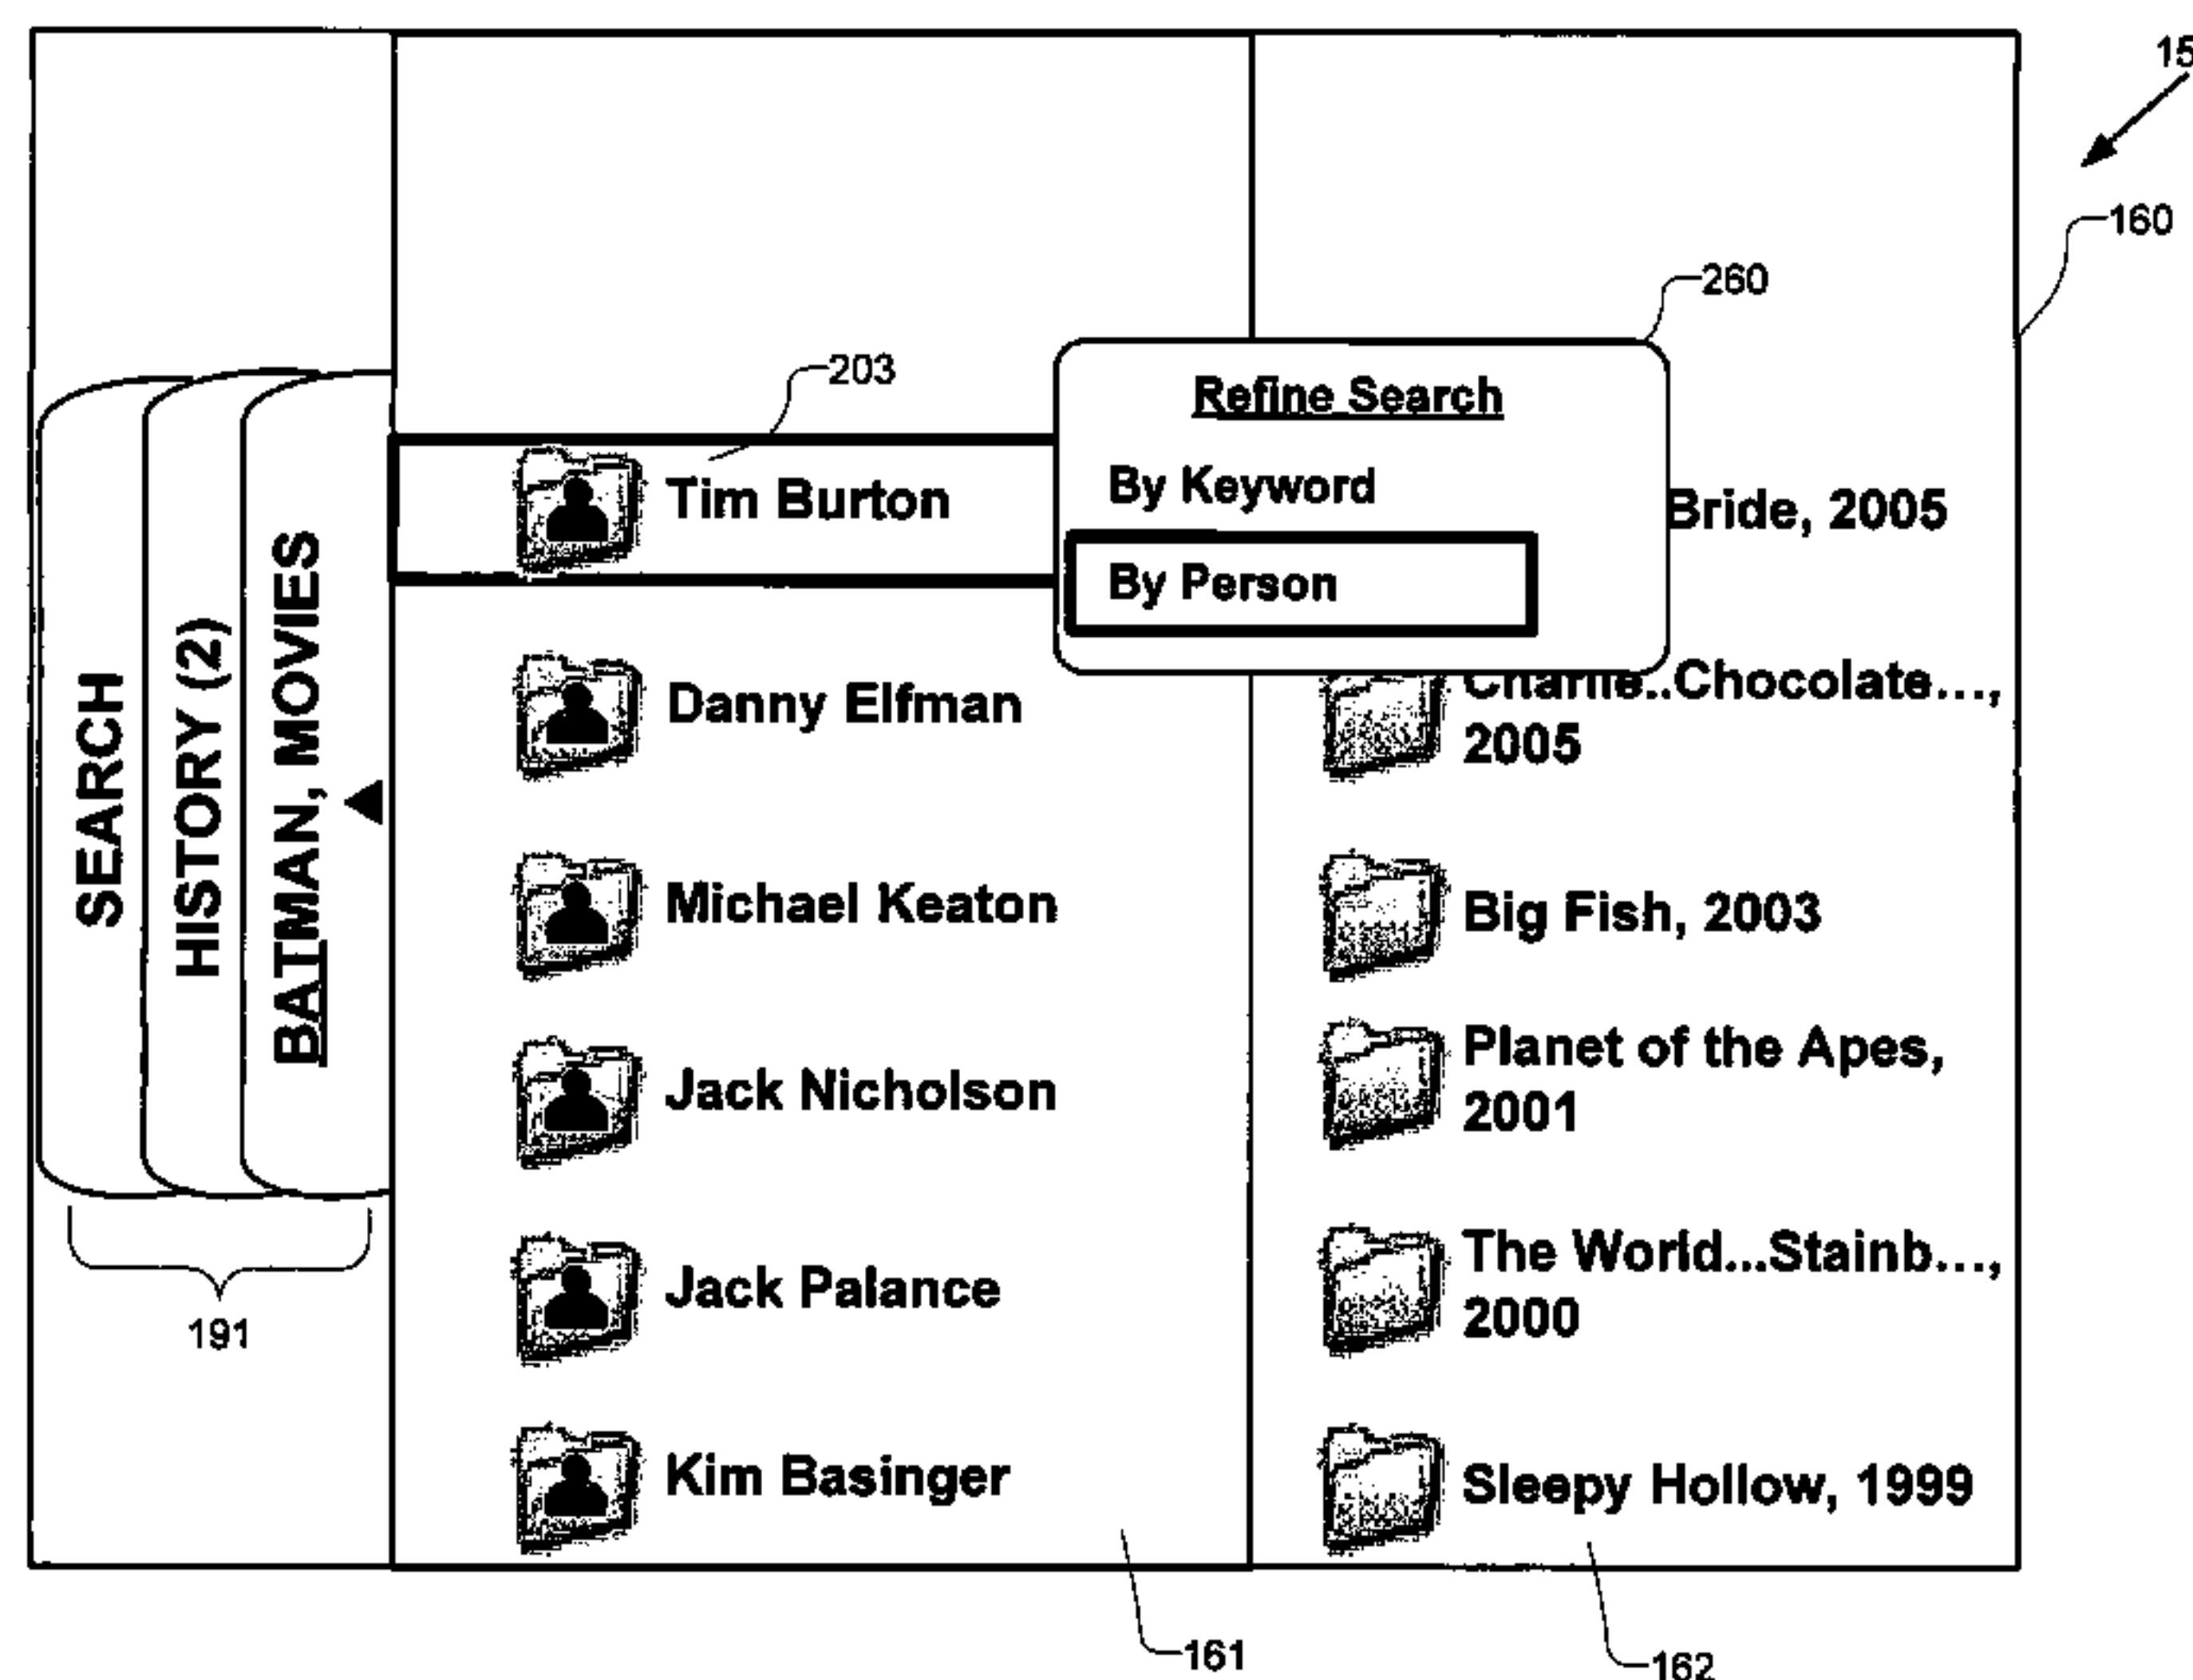 15
160
260
203
Refine Search
By Keyword
By Person
SEARCH
HISTORY (2)
BATMAN, MOVIES
Tim Burton
Danny Elfman
Michael Keaton
Jack Nicholson
Jack Palance
Kim Basinger
Bride, 2005
Charlie..Chocolate...,
2005
Big Fish, 2003
Planet of the Apes,
2001
The World...Stainb...,
2000
Sleepy Hollow, 1999
191
161
162